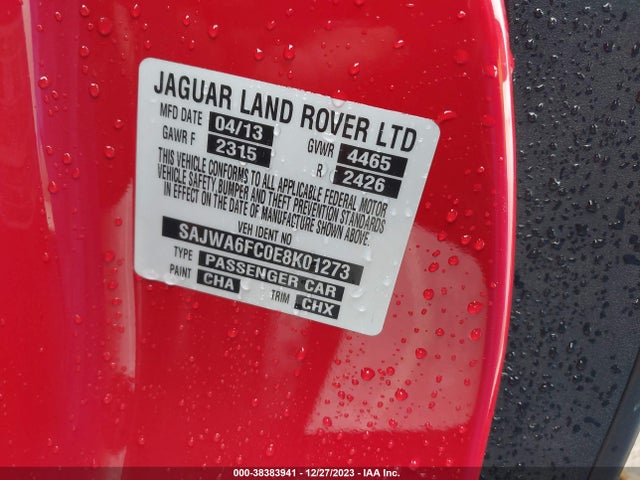 JAGUAR LAND ROVER LTD
MFD DATE 04/13 GVWR 4465
GAWR F 2315 R 2426
THIS VEHICLE CONFORMS TO ALL APPLICABLE FEDERAL MOTOR
VEHICLE SAFETY, BUMPER AND THEFT PREVENTION STANDARDS
IN EFFECT ON THE DATE OF MANUFACTURE SHOWN ABOVE.
VEH IDENT NO
SAJWA6FC0E8K01273
TYPE PASSENGER CAR
PAINT CHA TRIM CHX
000-38383941 - 12/27/2023 - IAA Inc.